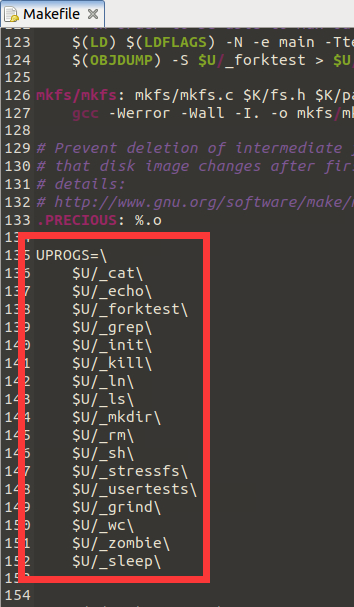 Makefile
123 $(LD) $(LDFLAGS) -N -e main -Tte
124 $(OBJDUMP) -S $U/_forktest > $U
125
126 mkfs/mkfs: mkfs/mkfs.c $K/fs.h $K/pa
127 gcc -Werror -Wall -I. -o mkfs/mk
128
129 # Prevent deletion of intermediate
130 # that disk image changes after fir
131 # details:
132 # http://www.gnu.org/software/make/
133 .PRECIOUS: %.o
134
135 UPROGS=\
136 $U/_cat\
137 $U/_echo\
138 $U/_forktest\
139 $U/_grep\
140 $U/_init\
141 $U/_kill\
142 $U/_ln\
143 $U/_ls\
144 $U/_mkdir\
145 $U/_rm\
146 $U/_sh\
147 $U/_stressfs\
148 $U/_usertests\
149 $U/_grind\
150 $U/_wc\
151 $U/_zombie\
152 $U/_sleep\
153
154